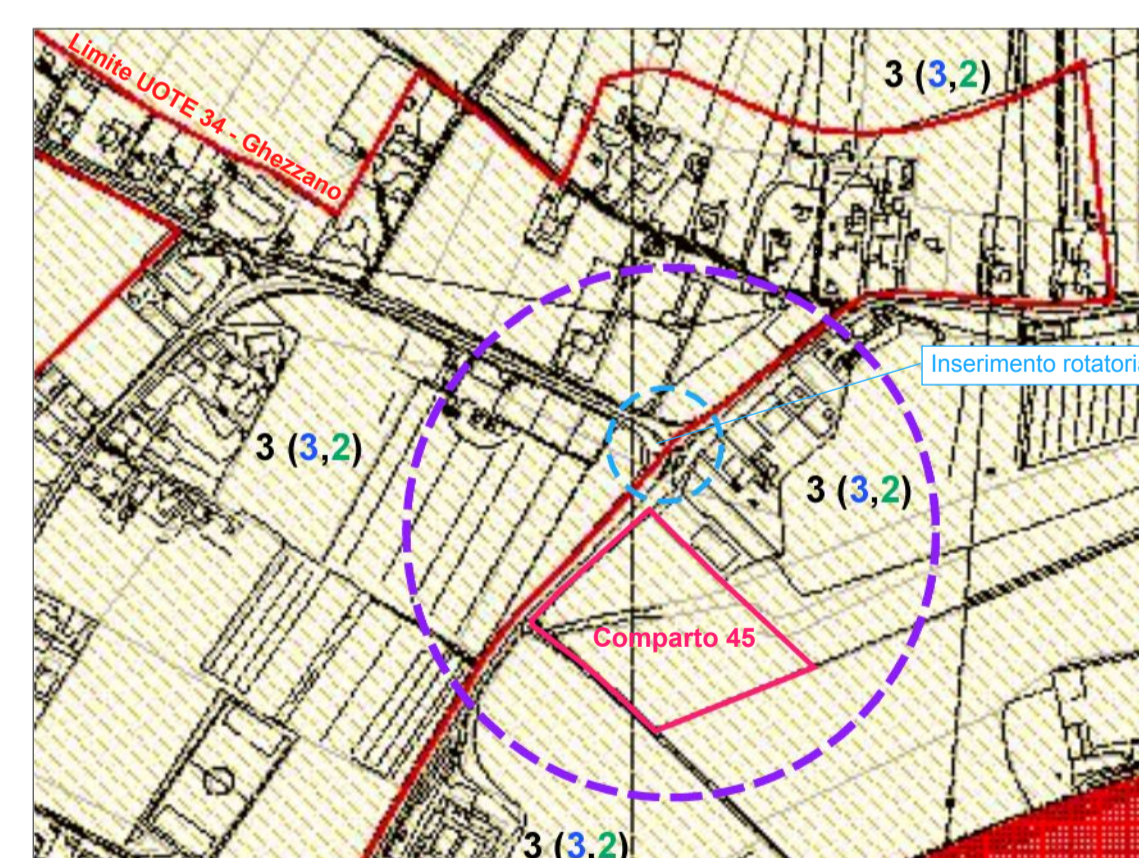 Limite UOTE 34 - Ghezzano
3 (3,2)
Inserimento rotatoria
3 (3,2)
3 (3,2)
Comparto 45
3 (3,2)